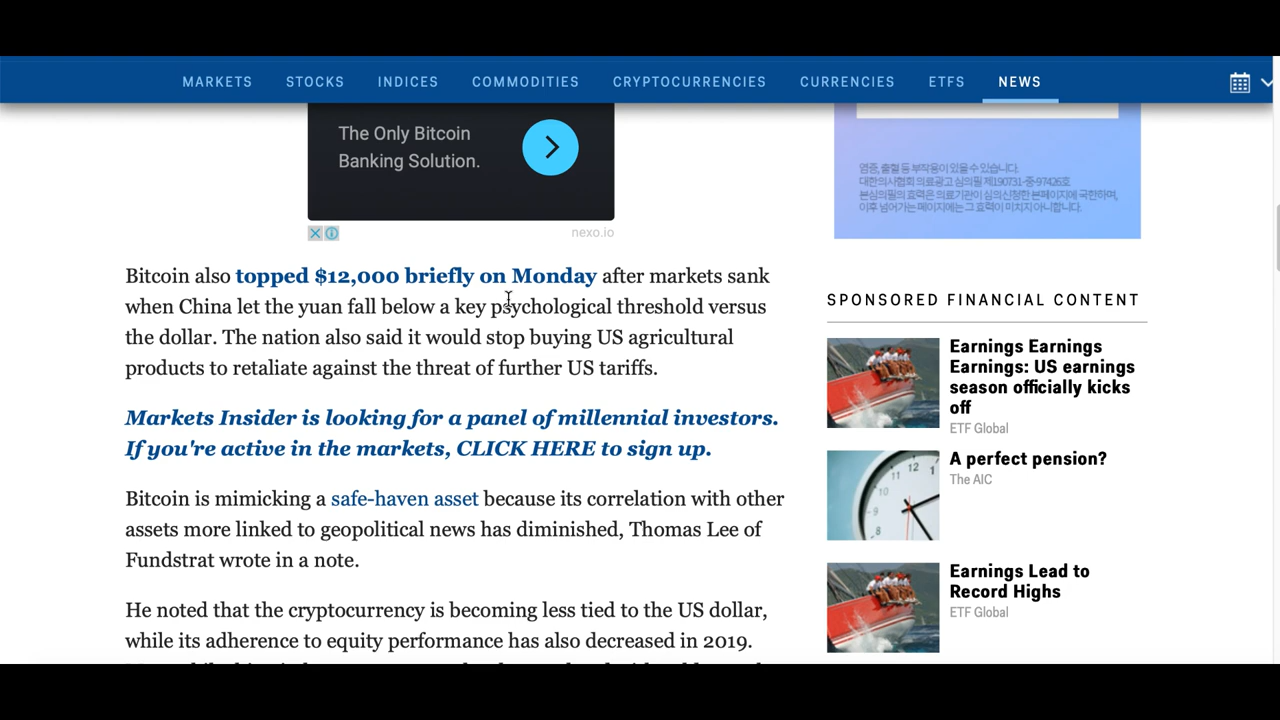 MARKETS STOCKS INDICES COMMODITIES CRYPTOCURRENCIES CURRENCIES ETFS NEWS
The Only Bitcoin
Banking Solution.
nexo.io
염증, 출혈 등 부작용이 있을 수 있습니다.
대한의사협회 의료광고 심의필 제190731-중-97426호
본심의필의 효력은 의료기관이 심의신청한 본페이지에 국한하며,
이후 넘어가는 페이지에는 그 효력이 미치지 아니합니다.
Bitcoin also topped $12,000 briefly on Monday after markets sank
when China let the yuan fall below a key psychological threshold versus
the dollar. The nation also said it would stop buying US agricultural
products to retaliate against the threat of further US tariffs.
Markets Insider is looking for a panel of millennial investors.
If you're active in the markets, CLICK HERE to sign up.
Bitcoin is mimicking a safe-haven asset because its correlation with other
assets more linked to geopolitical news has diminished, Thomas Lee of
Fundstrat wrote in a note.
He noted that the cryptocurrency is becoming less tied to the US dollar,
while its adherence to equity performance has also decreased in 2019.
SPONSORED FINANCIAL CONTENT
Earnings Earnings
Earnings: US earnings
season officially kicks
off
ETF Global
A perfect pension?
The AIC
Earnings Lead to
Record Highs
ETF Global